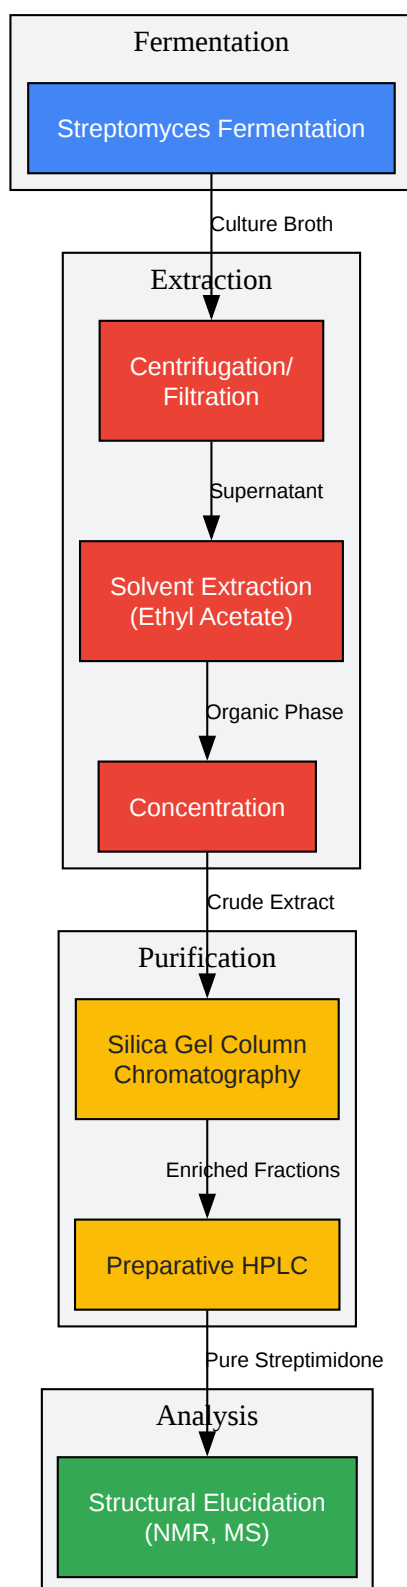 Fermentation
Streptomyces Fermentation
Culture Broth
Extraction
Centrifugation/
Filtration
Supernatant
Solvent Extraction
(Ethyl Acetate)
Organic Phase
Concentration
Crude Extract
Purification
Silica Gel Column
Chromatography
Enriched Fractions
Preparative HPLC
Pure Streptimidone
Analysis
Structural Elucidation
(NMR, MS)